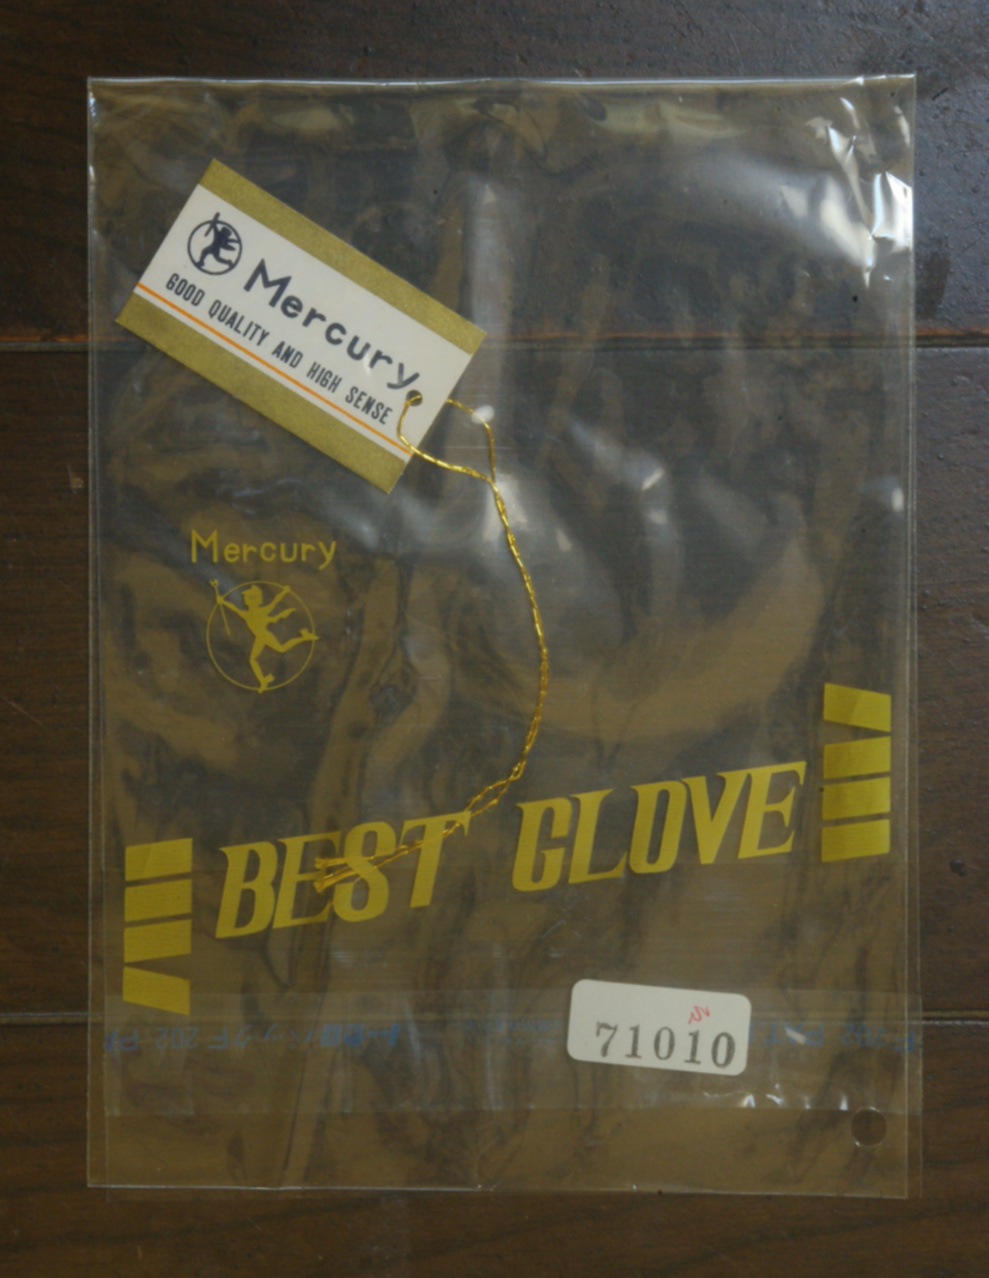 Mercury
GOOD QUALITY AND HIGH SENSE
Mercury
BEST GLOVE
71010